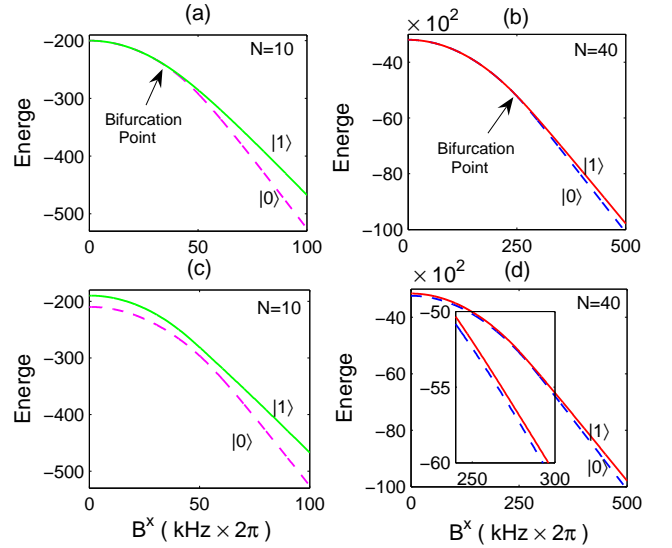 (a)
−200
−300
−400
−500
Energe
N=10
Bifurcation
Point
|1⟩
|0⟩
0
50
100
(b)
× 10²
−40
−60
−80
−100
Energe
N=40
Bifurcation
Point
|1⟩
|0⟩
0
250
500
(c)
−200
−300
−400
−500
Energe
N=10
|1⟩
|0⟩
0
50
100
Bˣ ( kHz × 2π)
(d)
× 10²
−40
−60
−80
−100
Energe
N=40
−50
−55
−60
250
300
|1⟩
|0⟩
0
250
500
Bˣ ( kHz × 2π)